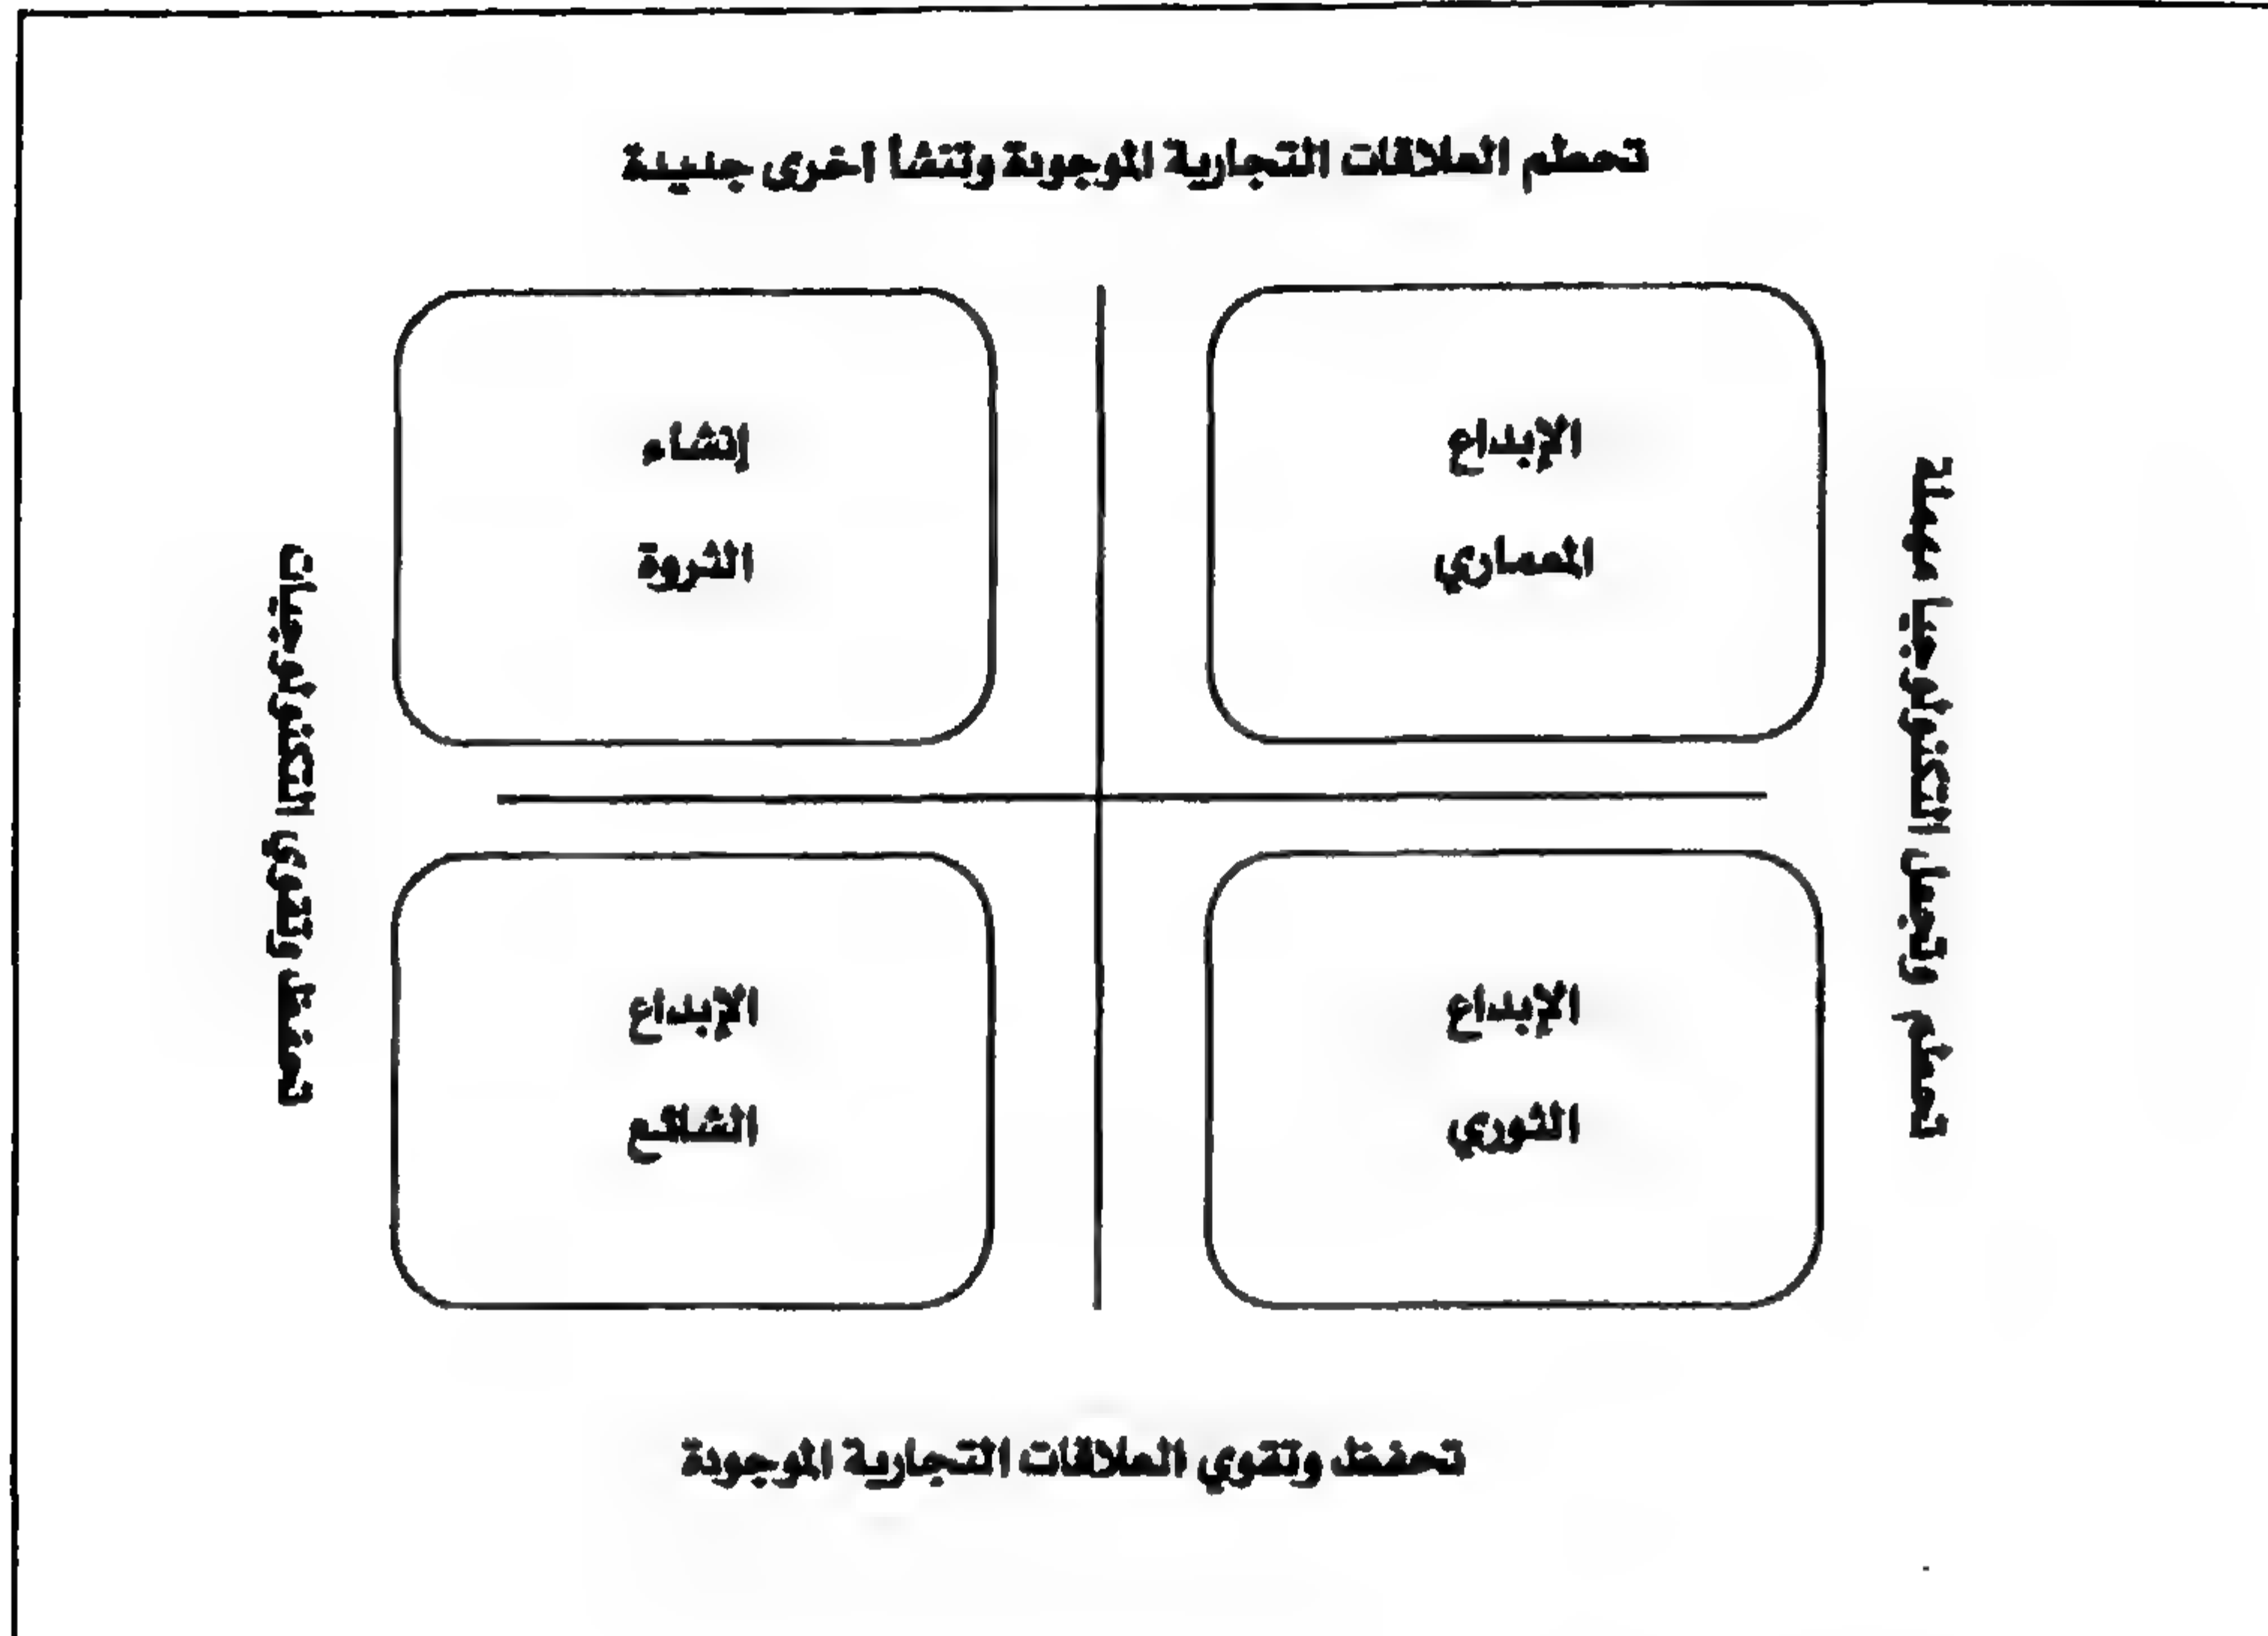 تحطم العلاقات التجارية الموجودة وتنشأ اخرى جديدة
الإبداع
المعماري
إنشاء
الثروة
تحطم وتجعل التكنولوجيا مهملة
تحفظ وتقوي التكنولوجيات
الإبداع
الثوري
الإبداع
الشائع
تحفظ وتقوي العلاقات التجارية الموجودة